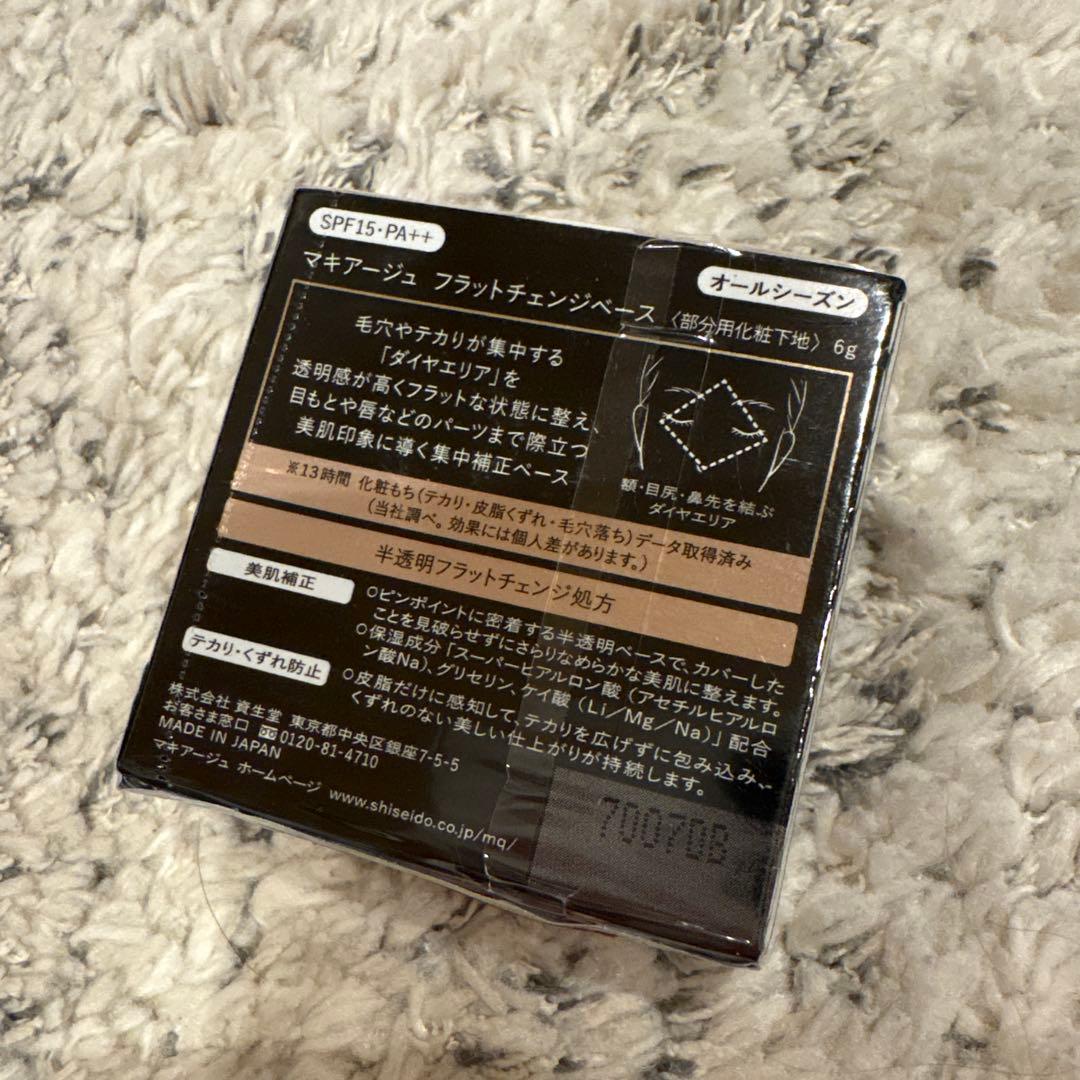 SPF15・PA++
オールシーズン
マキアージュ フラットチェンジベース 〈部分用化粧下地〉 6g
毛穴やテカリが集中する
「ダイヤエリア」を
透明感が高くフラットな状態に整え、
目もとや唇などのパーツまで際立つ
美肌印象に導く集中補正ベース
額・目尻・鼻先を結ぶ
ダイヤエリア
※13時間 化粧もち(テカリ・皮脂くずれ・毛穴落ち)データ取得済み
(当社調べ。効果には個人差があります。)
半透明フラットチェンジ処方
美肌補正
○ピンポイントに密着する半透明ベースで、カバーした
ことを見破らせずにさらりなめらかな美肌に整えます。
○保湿成分「スーパーヒアルロン酸(アセチルヒアルロ
ン酸Na)、グリセリン、ケイ酸(Li/Mg/Na)」配合
テカリ・くずれ防止
○皮脂だけに感知して、テカリを広げずに包み込み、
くずれのない美しい仕上がりが持続します。
株式会社 資生堂 東京都中央区銀座7-5-5
お客さま窓口 0120-81-4710
MADE IN JAPAN
マキアージュ ホームページ www.shiseido.co.jp/mq/
70070B